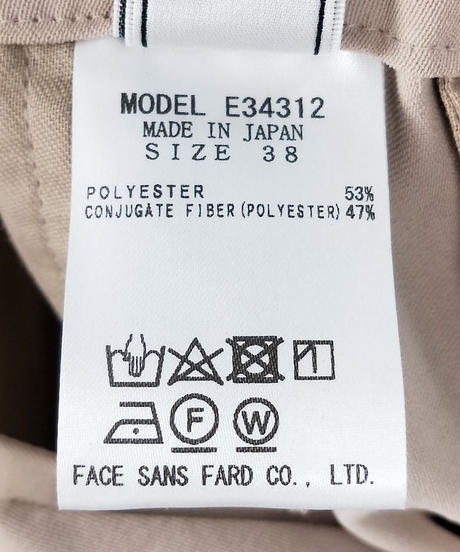 MODEL E34312
MADE IN JAPAN
SIZE 38
POLYESTER 53%
CONJUGATE FIBER(POLYESTER) 47%
F W
FACE SANS FARD CO., LTD.